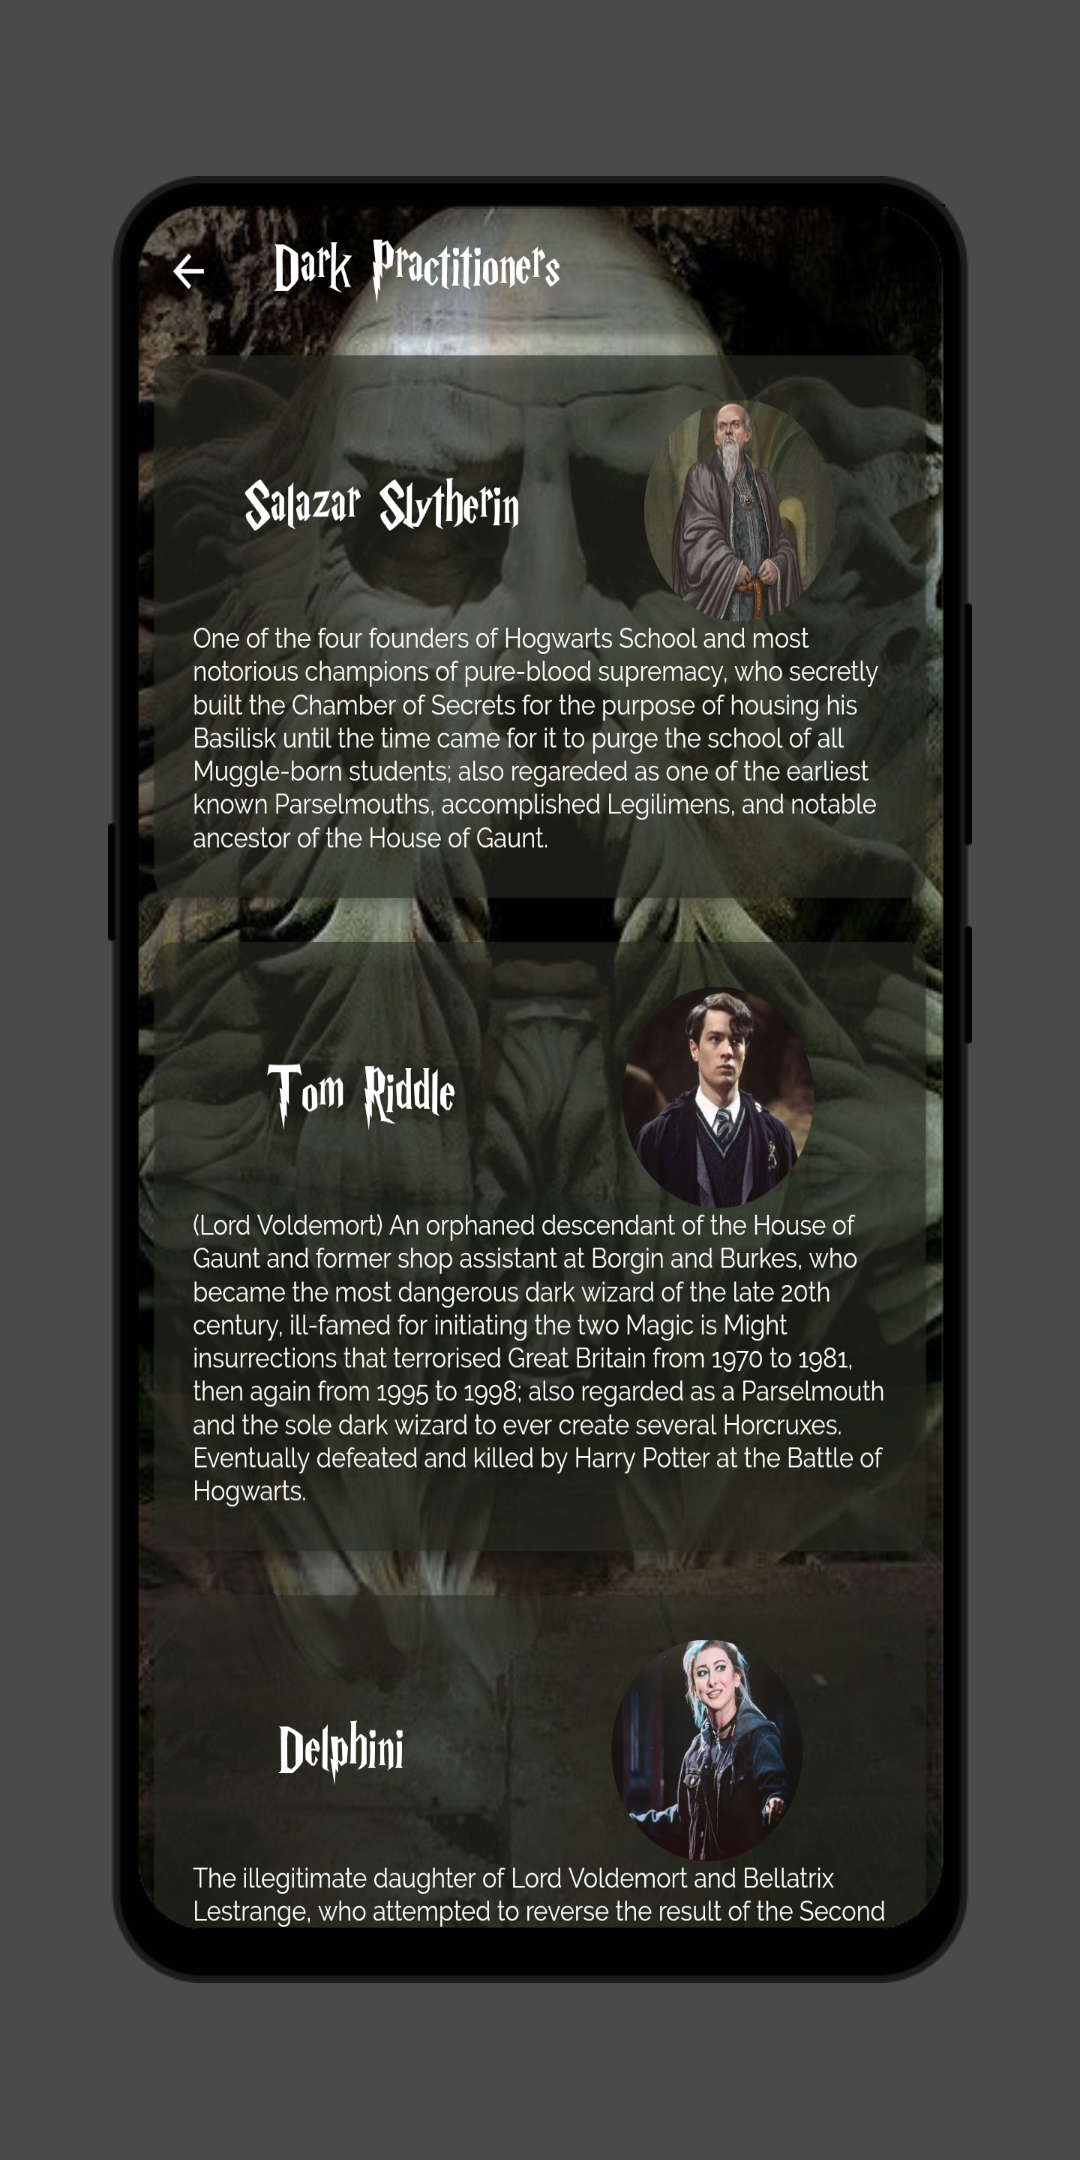 Dark Practitioners
Salazar Slytherin
One of the four founders of Hogwarts School and most
notorious champions of pure-blood supremacy, who secretly
built the Chamber of Secrets for the purpose of housing his
Basilisk until the time came for it to purge the school of all
Muggle-born students; also regareded as one of the earliest
known Parselmouths, accomplished Legilimens, and notable
ancestor of the House of Gaunt.
Tom Riddle
(Lord Voldemort) An orphaned descendant of the House of
Gaunt and former shop assistant at Borgin and Burkes, who
became the most dangerous dark wizard of the late 20th
century, ill-famed for initiating the two Magic is Might
insurrections that terrorised Great Britain from 1970 to 1981,
then again from 1995 to 1998; also regarded as a Parselmouth
and the sole dark wizard to ever create several Horcruxes.
Eventually defeated and killed by Harry Potter at the Battle of
Hogwarts.
Delphini
The illegitimate daughter of Lord Voldemort and Bellatrix
Lestrange, who attempted to reverse the result of the Second